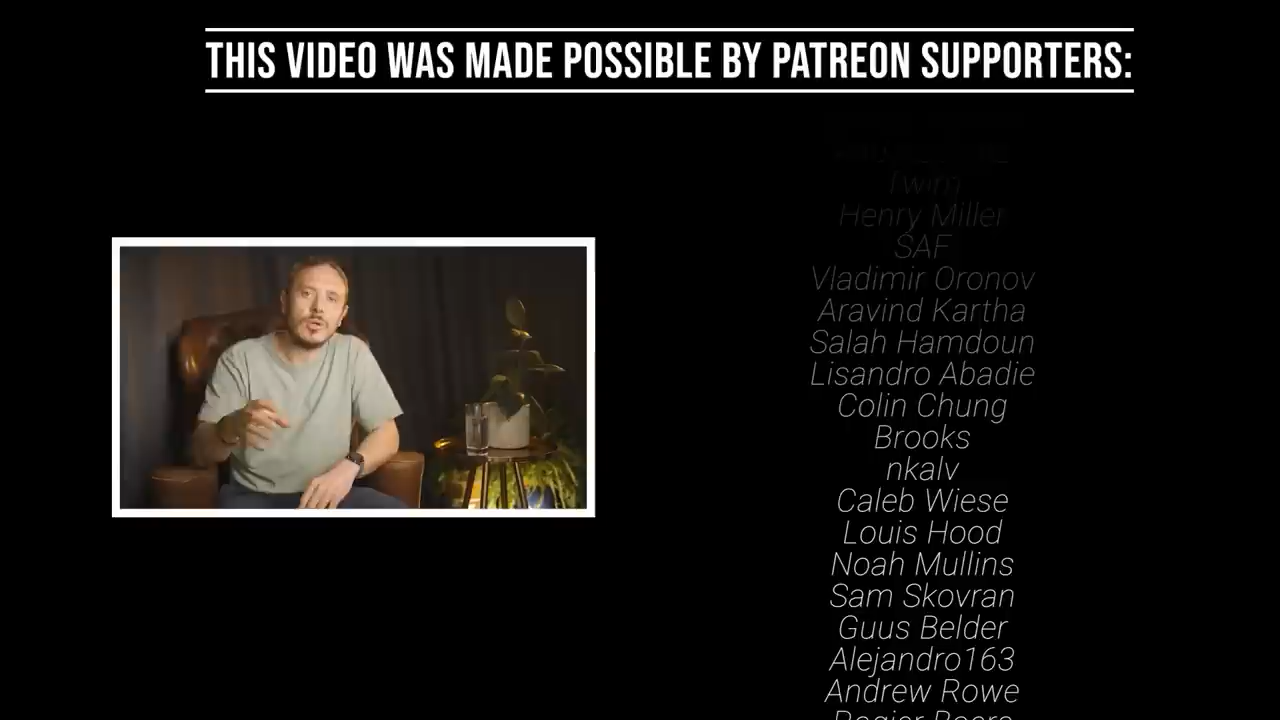 THIS VIDEO WAS MADE POSSIBLE BY PATREON SUPPORTERS:
Henry Miller
SAF
Vladimir Oronov
Aravind Kartha
Salah Hamdoun
Lisandro Abadie
Colin Chung
Brooks
nkalv
Caleb Wiese
Louis Hood
Noah Mullins
Sam Skovran
Guus Belder
Alejandro163
Andrew Rowe